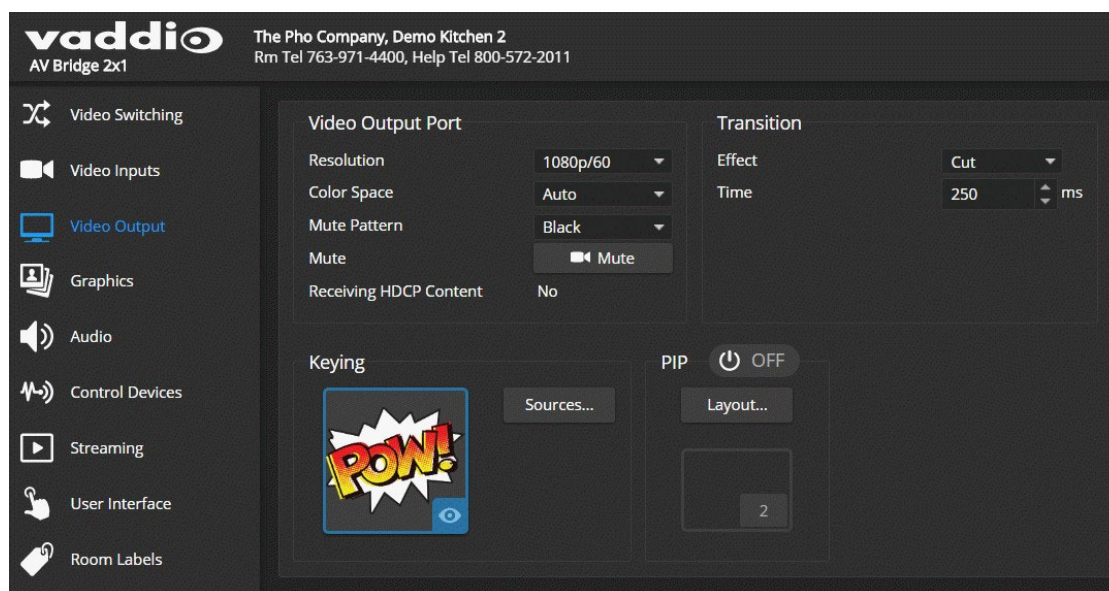 vaddio
AV Bridge 2x1
The Pho Company, Demo Kitchen 2
Rm Tel 763-971-4400, Help Tel 800-572-2011
Video Switching
Video Inputs
Video Output
Graphics
Audio
Control Devices
Streaming
User Interface
Room Labels
Video Output Port
Resolution 1080p/60
Color Space Auto
Mute Pattern Black
Mute Mute
Receiving HDCP Content No
Transition
Effect Cut
Time 250 ms
Keying
POW!
Sources...
PIP OFF
Layout...
2